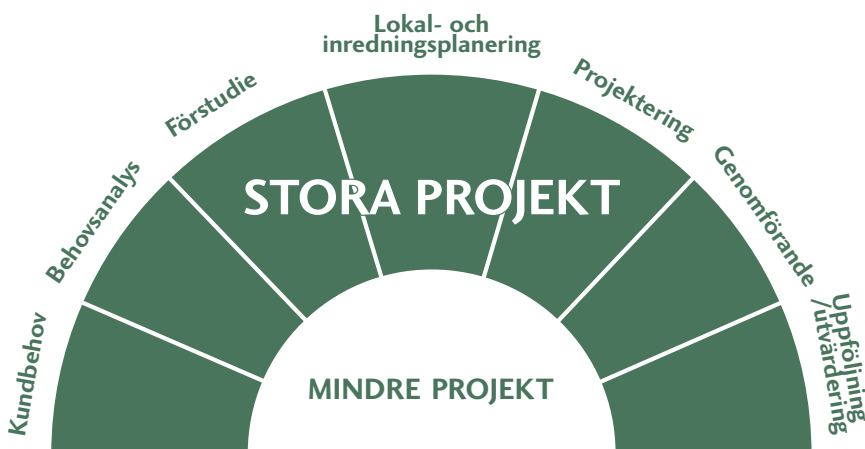 Kundbehov
Behovsanalys
Förstudie
Lokal- och
inredningsplanering
Projektering
Genomförande
Uppföljning
/utvärdering
STORA PROJEKT
MINDRE PROJEKT